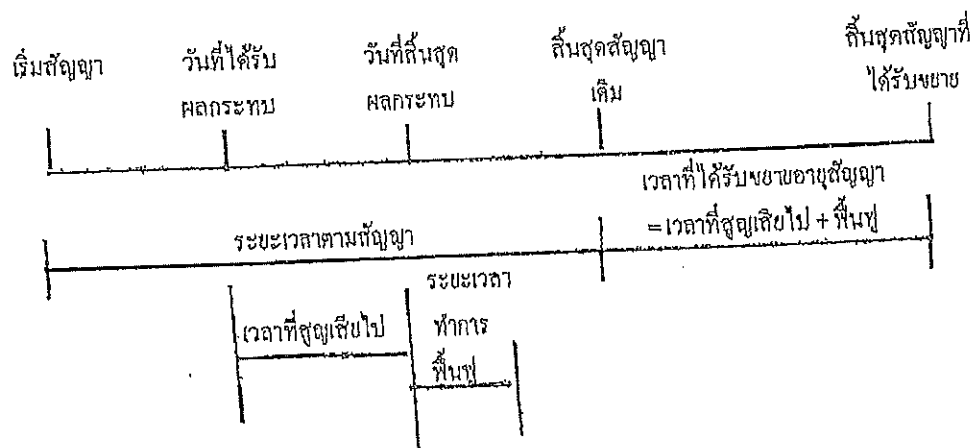 เริ่มสัญญา
วันที่ได้รับ
ผลกระทบ
วันที่สิ้นสุด
ผลกระทบ
สิ้นสุดสัญญา
เดิม
สิ้นสุดสัญญาที่
ได้รับขยาย
เวลาที่ได้รับขยายอายุสัญญา
=เวลาที่สูญเสียไป + ฟื้นฟู
ระยะเวลาตามสัญญา
ระยะเวลา
ทำการ
ฟื้นฟู
เวลาที่สูญเสียไป